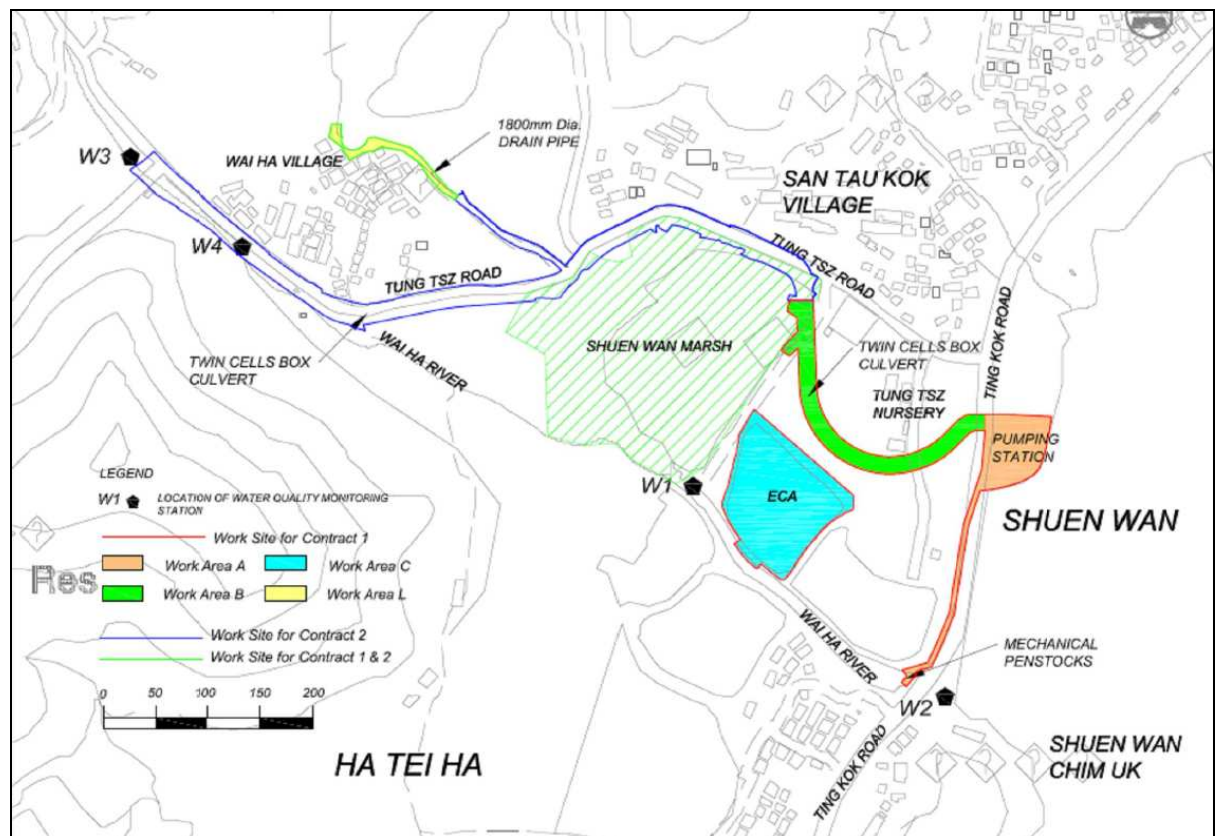 1800mm Dia.
DRAIN PIPE
W3
WAI HA VILLAGE
SAN TAU KOK
VILLAGE
W4
TUNG TSZ ROAD
TUNG TSZ ROAD
TING KOK ROAD
SHUEN WAN MARSH
TWIN CELLS BOX
CULVERT
WAI HA RIVER
TWIN CELLS BOX
CULVERT
TUNG TSZ
NURSERY
PUMPING
STATION
W1
ECA
SHUEN WAN
LEGEND
W1 LOCATION OF WATER QUALITY MONITORING
STATION
Work Site for Contract 1
Work Area A
Work Area C
Work Area B
Work Area L
Work Site for Contract 2
Work Site for Contract 1 & 2
Res
0 50 100 150 200
WAI HA RIVER
MECHANICAL
PENSTOCKS
W2
HA TEI HA
TING KOK ROAD
SHUEN WAN
CHIM UK
? ? ?
?
? ? ? ?